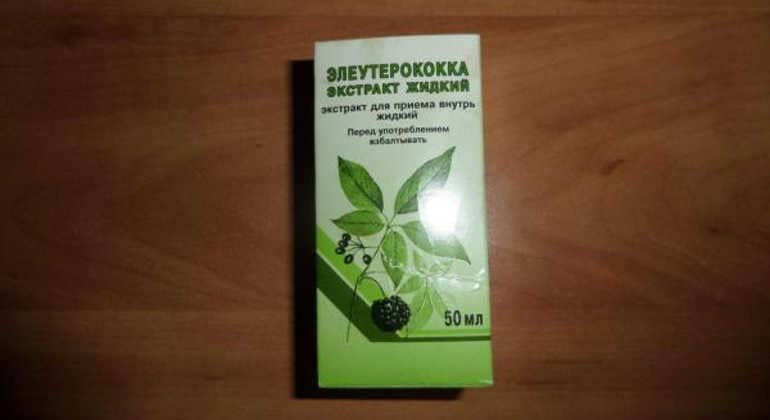 ЭЛЕУТЕРОКОККА
ЭКСТРАКТ ЖИДКИЙ
экстракт для приема внутрь
жидкий
Перед употреблением
взбалтывать
50 мл